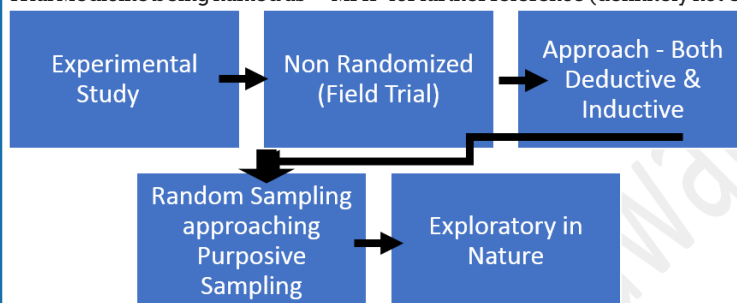 Experimental
Study
Non Randomized
(Field Trial)
Approach - Both
Deductive &
Inductive
Random Sampling
approaching
Purposive
Sampling
Exploratory in
Nature